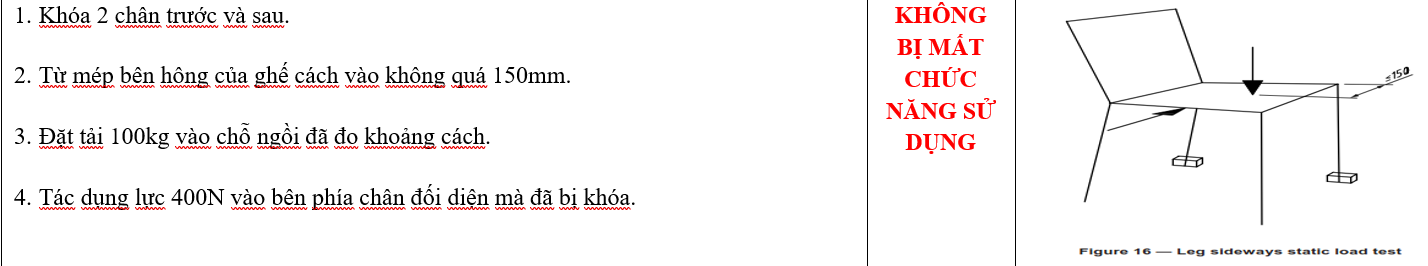 1. Khóa 2 chân trước và sau.
2. Từ mép bên hông của ghế cách vào không quá 150mm.
3. Đặt tải 100kg vào chỗ ngồi đã đo khoảng cách.
4. Tác dụng lực 400N vào bên phía chân đối diện mà đã bị khóa.
KHÔNG
BỊ MẤT
CHỨC
NĂNG SỬ
DỤNG
≤150
Figure 16 — Leg sideways static load test